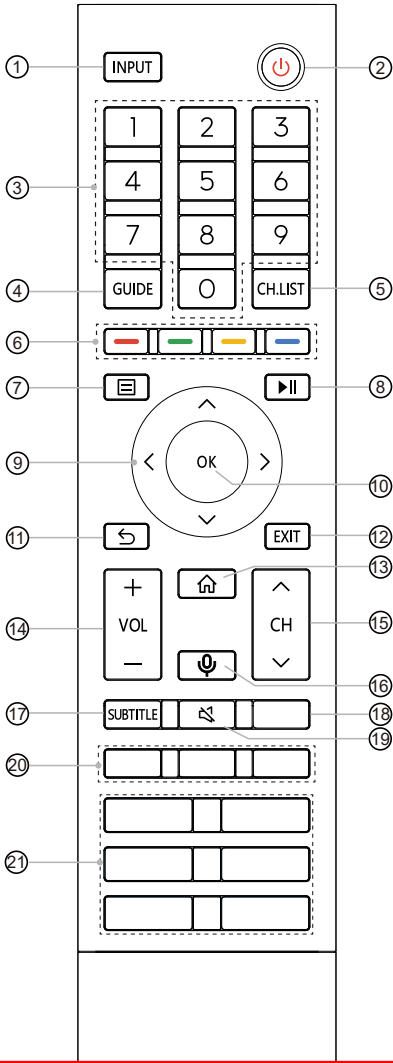 ① INPUT ②
1 2 3
③ 4 5 6
7 8 9
④ GUIDE 0 CH.LIST ⑤
⑥
⑦ ⑧
⑨ OK
⑩
⑪ EXIT ⑫
⑬
+
⑭ VOL CH ⑮
—
⑯
⑰ SUBTITLE ⑱
⑲
⑳
㉑